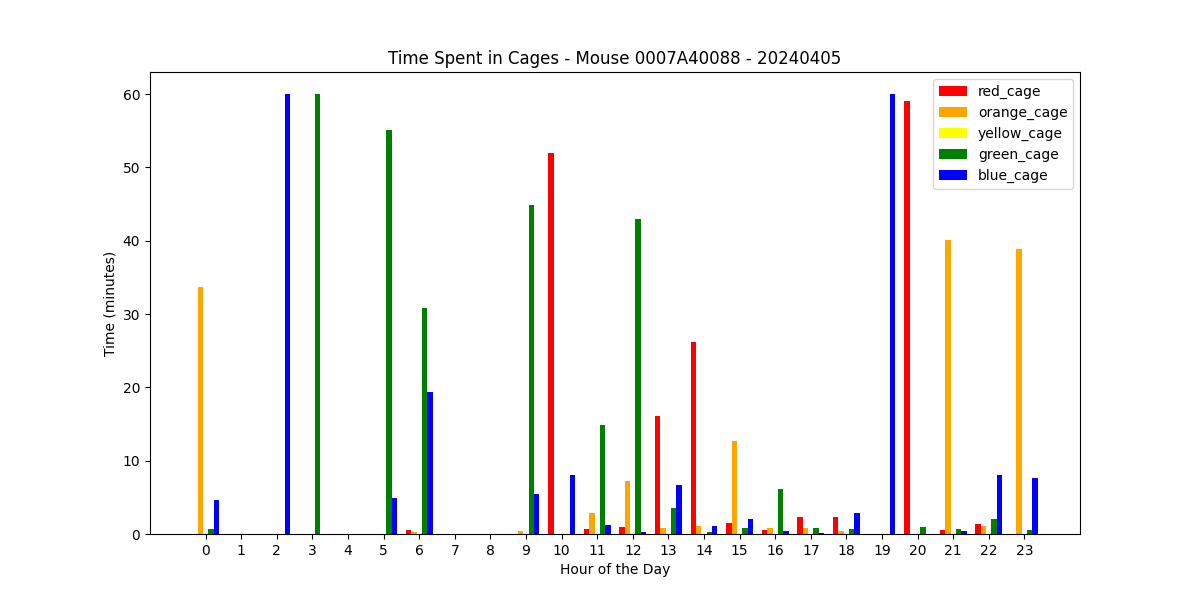 Time Spent in Cages - Mouse 0007A40088 - 20240405
60
50
40
30
20
10
0
Time (minutes)
red_cage
orange_cage
yellow_cage
green_cage
blue_cage
0 1 2 3 4 5 6 7 8 9 10 11 12 13 14 15 16 17 18 19 20 21 22 23
Hour of the Day